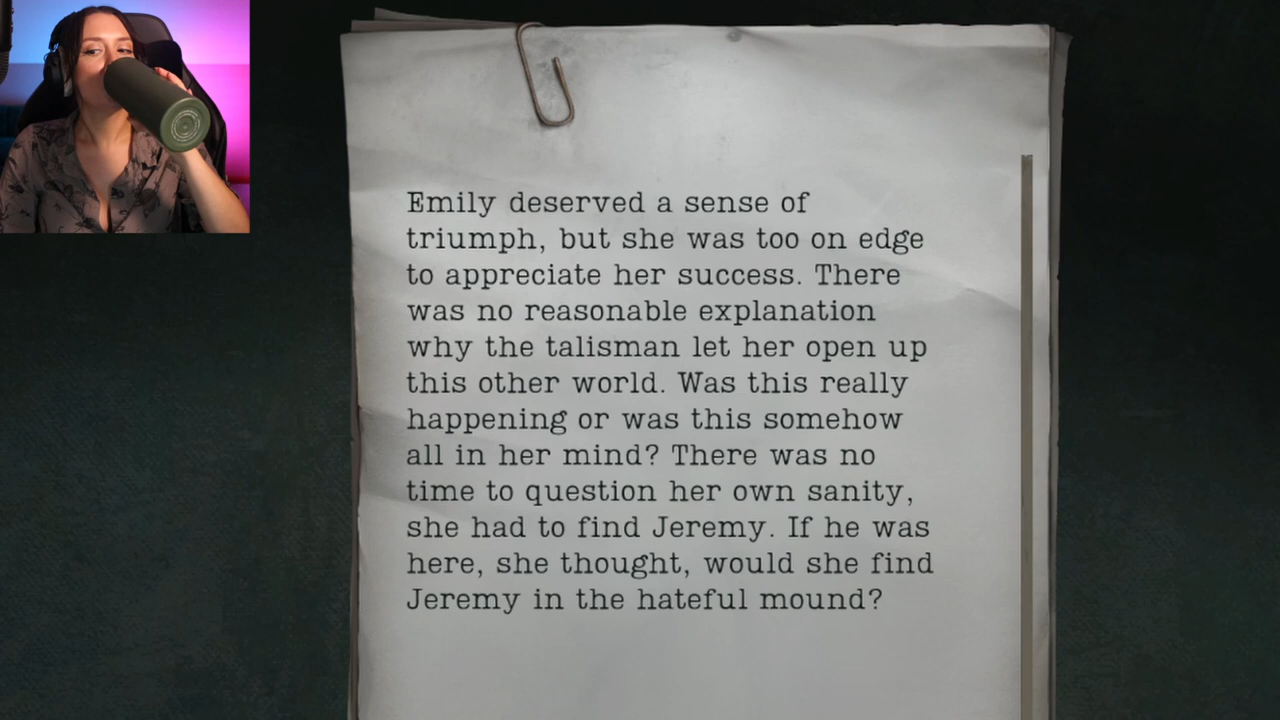 Emily deserved a sense of
triumph, but she was too on edge
to appreciate her success. There
was no reasonable explanation
why the talisman let her open up
this other world. Was this really
happening or was this somehow
all in her mind? There was no
time to question her own sanity,
she had to find Jeremy. If he was
here, she thought, would she find
Jeremy in the hateful mound?